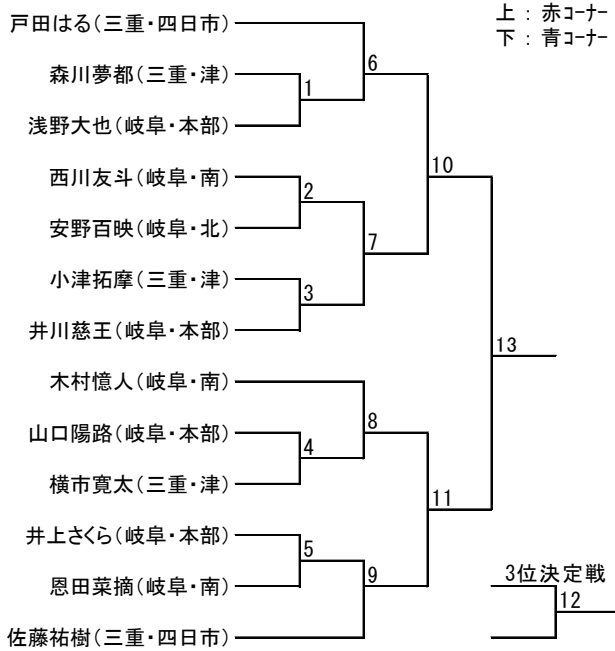 上 : 赤ｺｰﾅｰ
下 : 青ｺｰﾅｰ
戸田はる(三重・四日市)
6
森川夢都(三重・津)
1
浅野大也(岐阜・本部)
10
西川友斗(岐阜・南)
2
安野百映(岐阜・北)
7
小津拓摩(三重・津)
3
井川慈王(岐阜・本部)
13
木村憶人(岐阜・南)
8
山口陽路(岐阜・本部)
4
横市寛太(三重・津)
11
井上さくら(岐阜・本部)
5
恩田菜摘(岐阜・南)
9
3位決定戦
12
佐藤祐樹(三重・四日市)